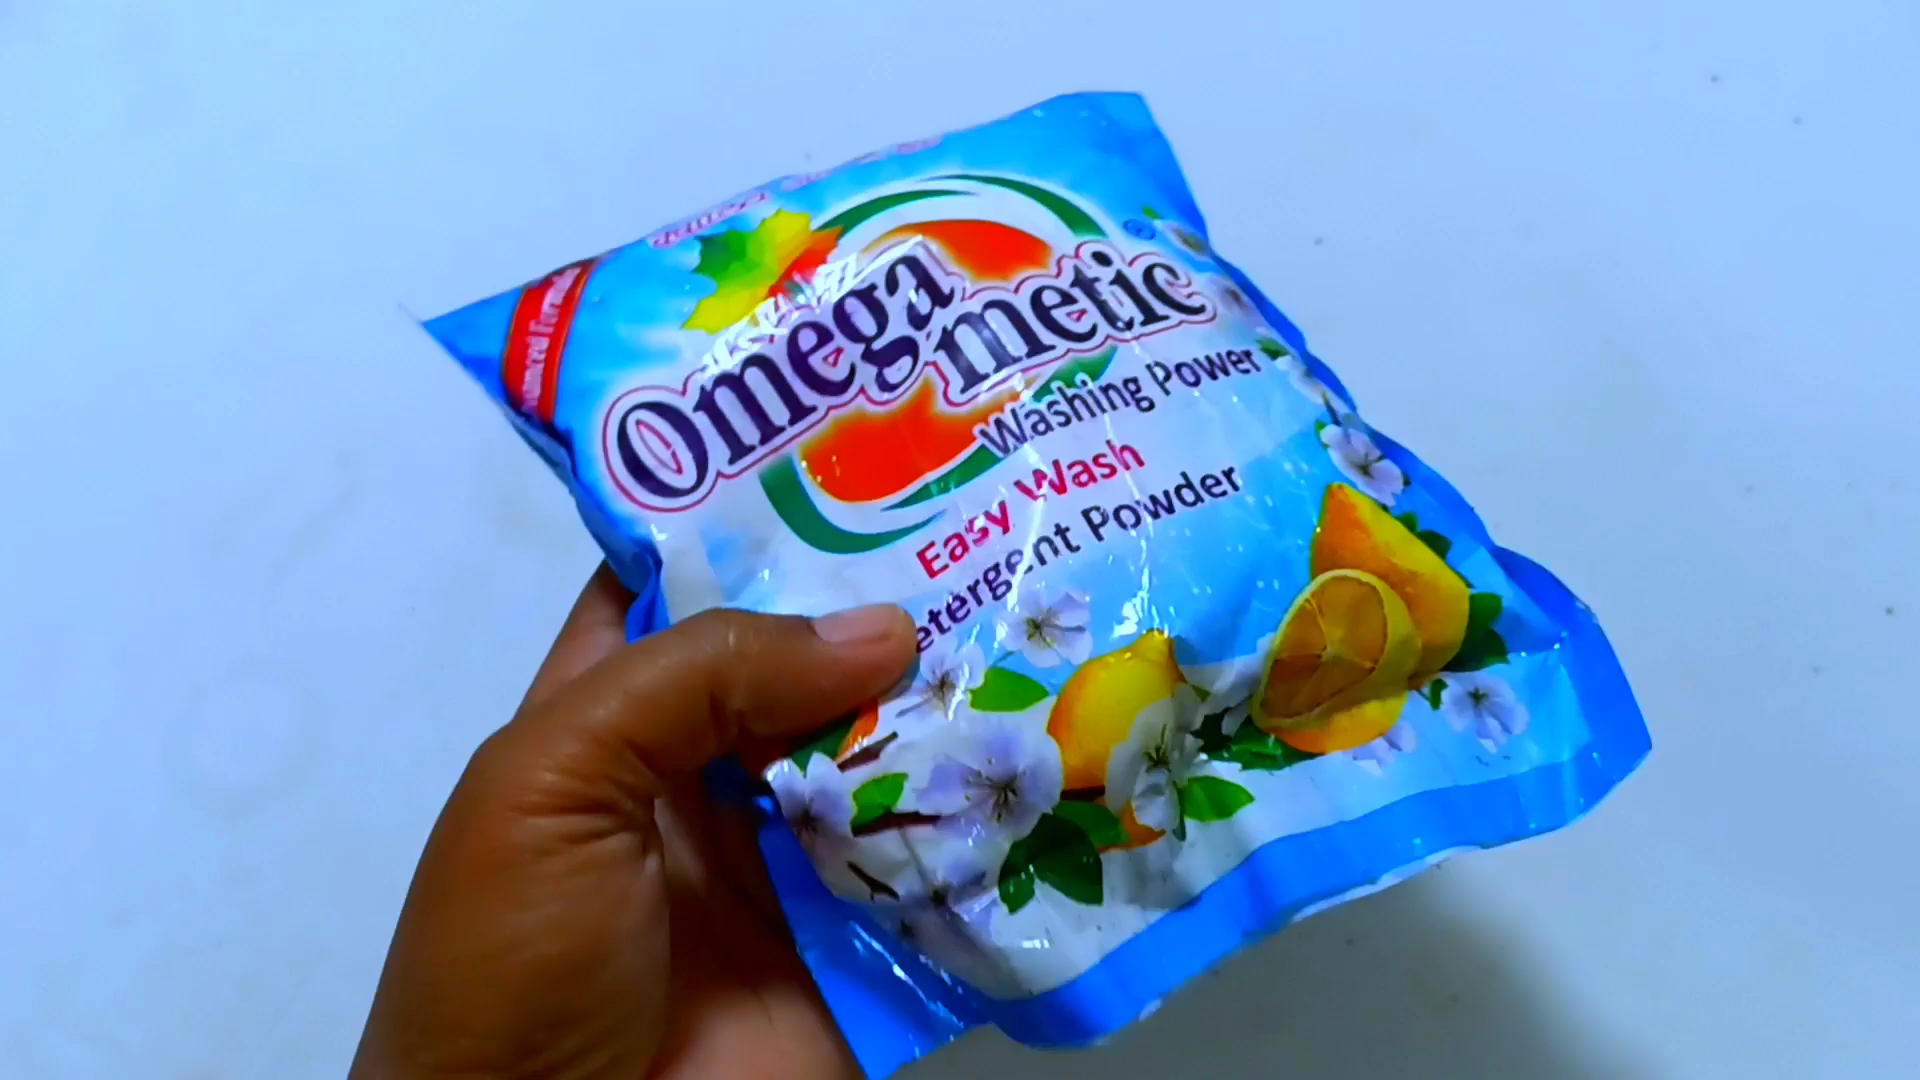 Omega
metic®
Washing Power
Easy Wash
etergent Powder